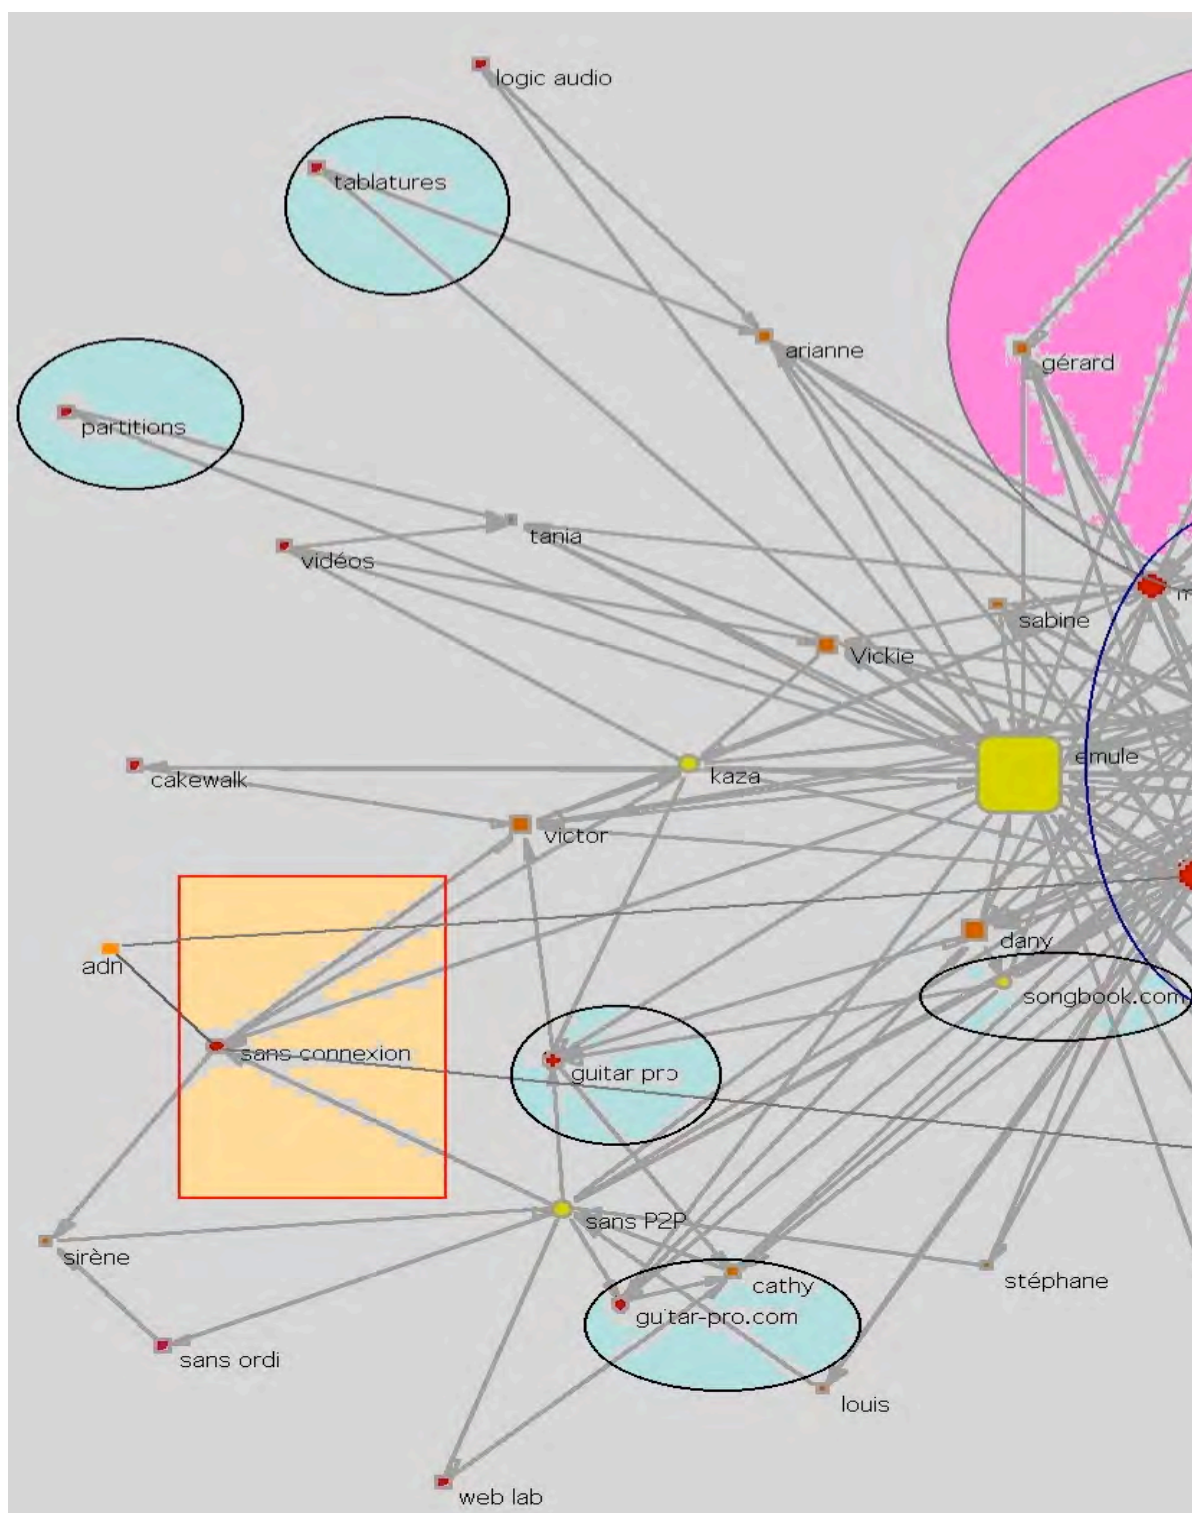 logic audio
tablatures
arianne
gérard
partitions
tania
vidéos
sabine
Vickie
emule
kaza
cakewalk
victor
dany
adn
songbook.com
sans connexion
guitar pro
sans P2P
sirène
stéphane
cathy
guitar-pro.com
sans ordi
louis
web lab